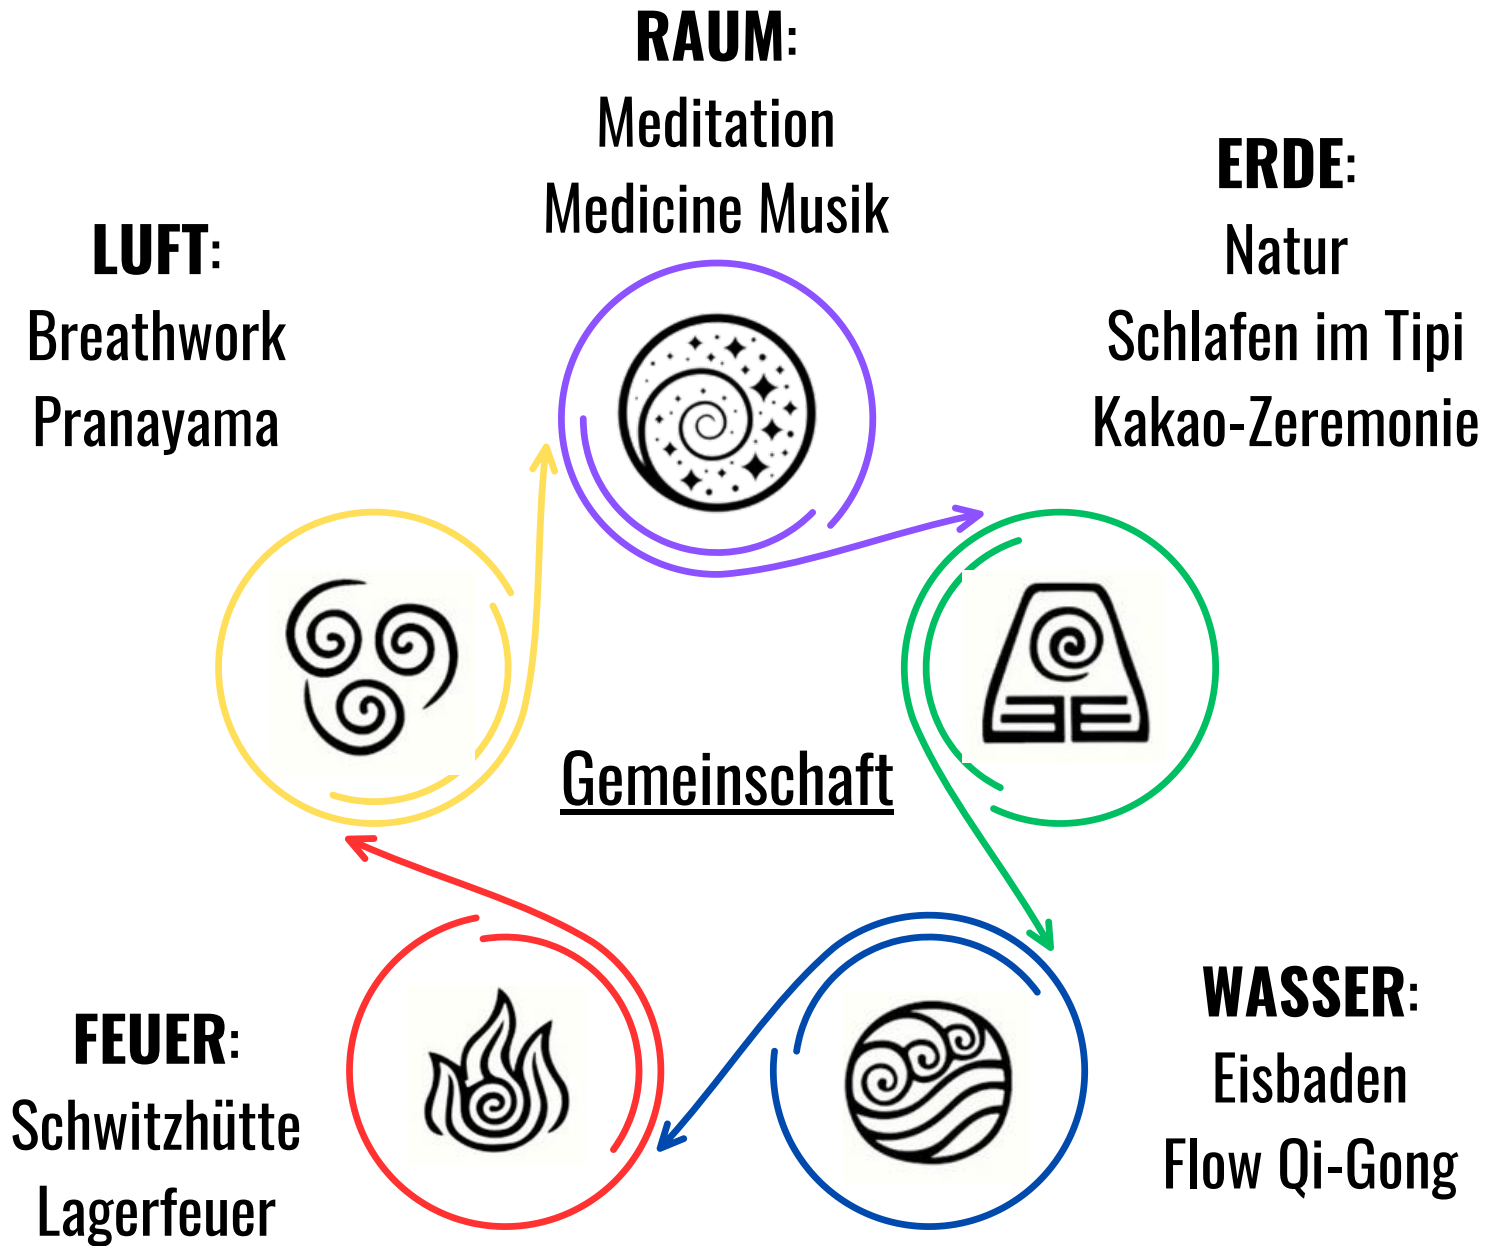 RAUM:
Meditation
Medicine Musik
ERDE:
Natur
Schlafen im Tipi
Kakao-Zeremonie
LUFT:
Breathwork
Pranayama
Gemeinschaft
WASSER:
Eisbaden
Flow Qi-Gong
FEUER:
Schwitzhütte
Lagerfeuer